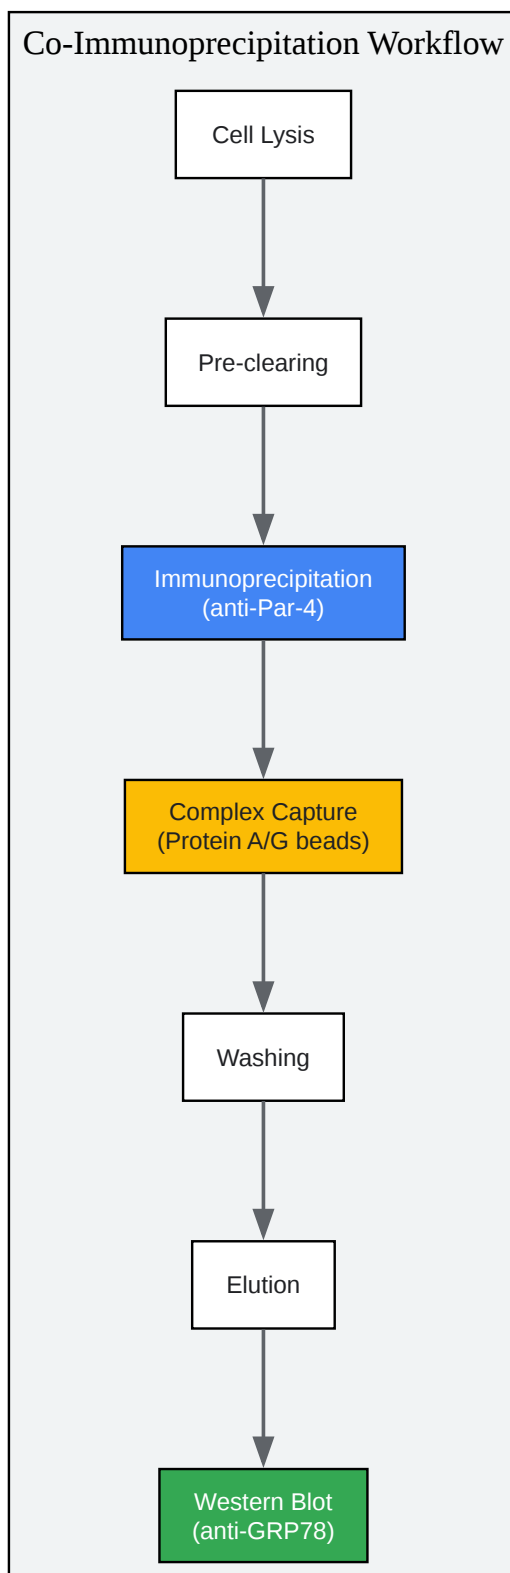 Co-Immunoprecipitation Workflow
Cell Lysis
Pre-clearing
Immunoprecipitation
(anti-Par-4)
Complex Capture
(Protein A/G beads)
Washing
Elution
Western Blot
(anti-GRP78)